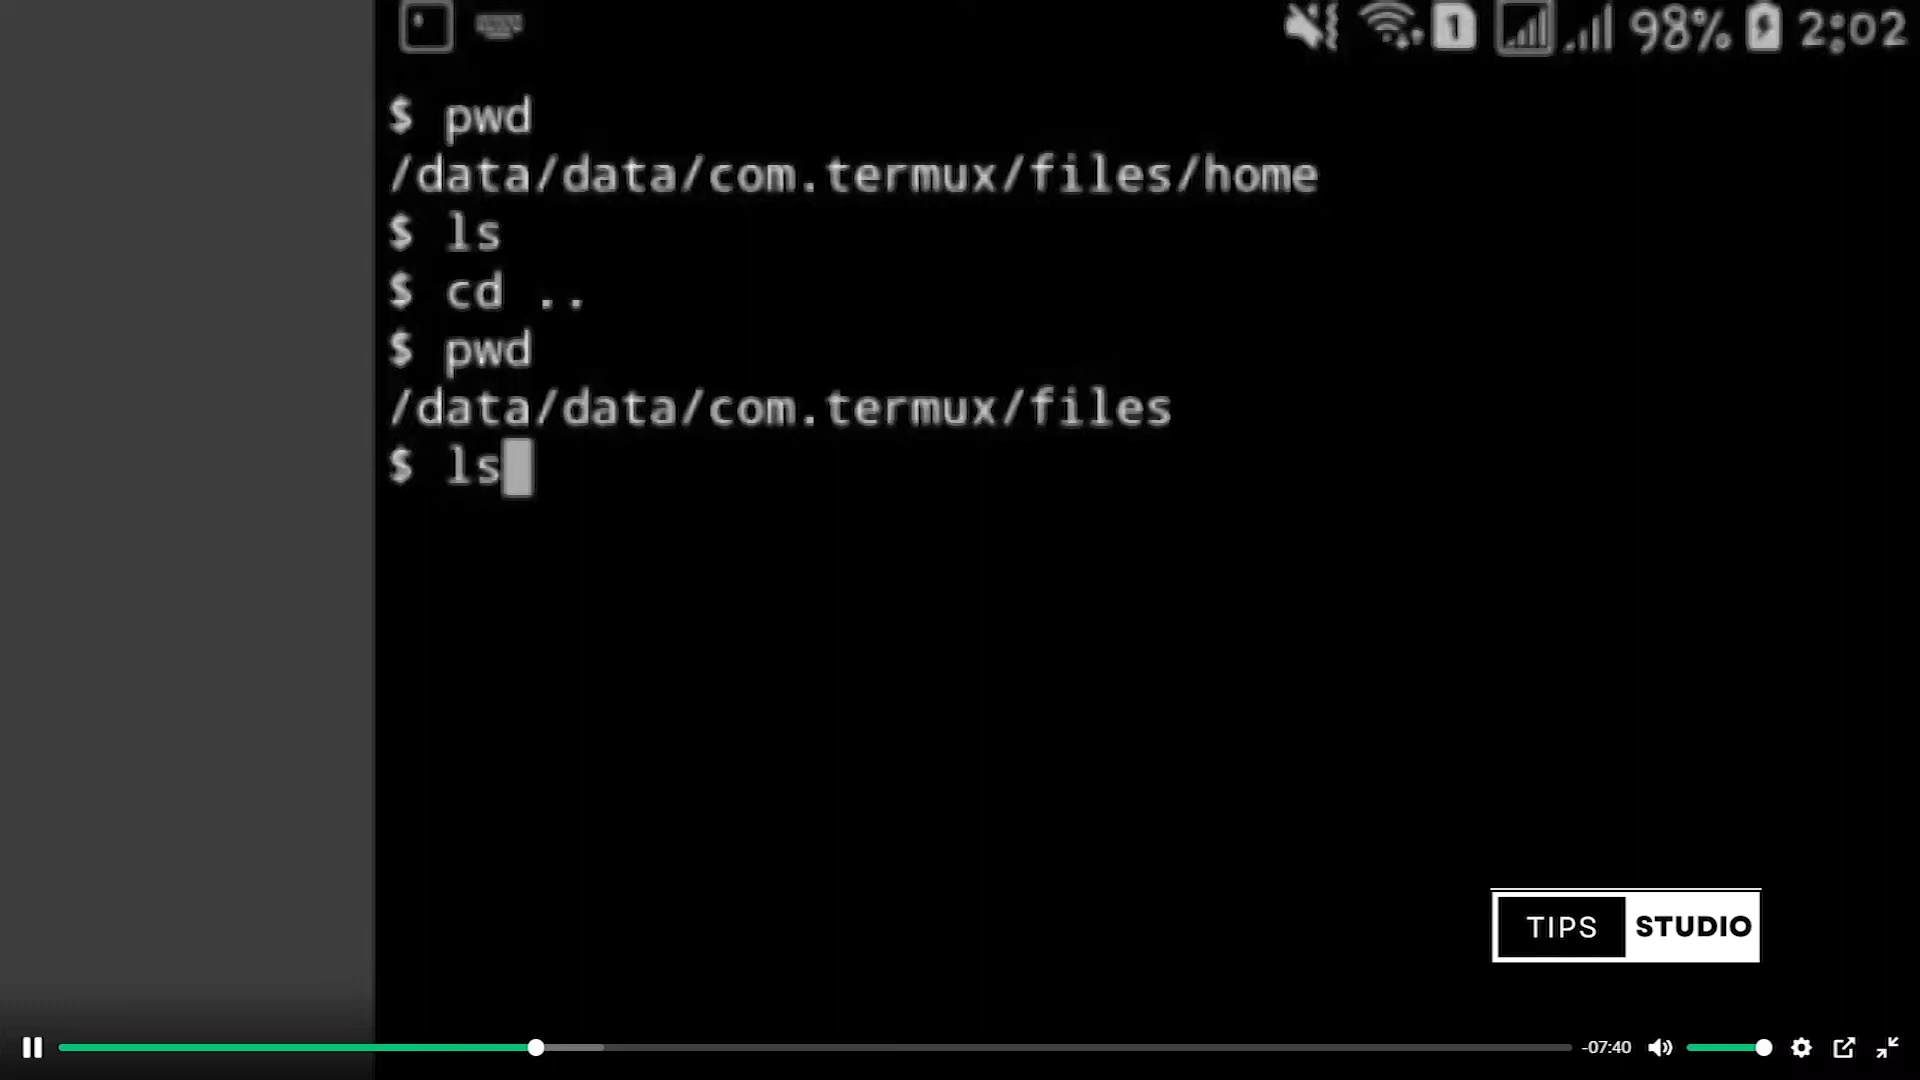 1 98% 2:02
$ pwd
/data/data/com.termux/files/home
$ ls
$ cd ..
$ pwd
/data/data/com.termux/files
$ ls
TIPS STUDIO
-07:40